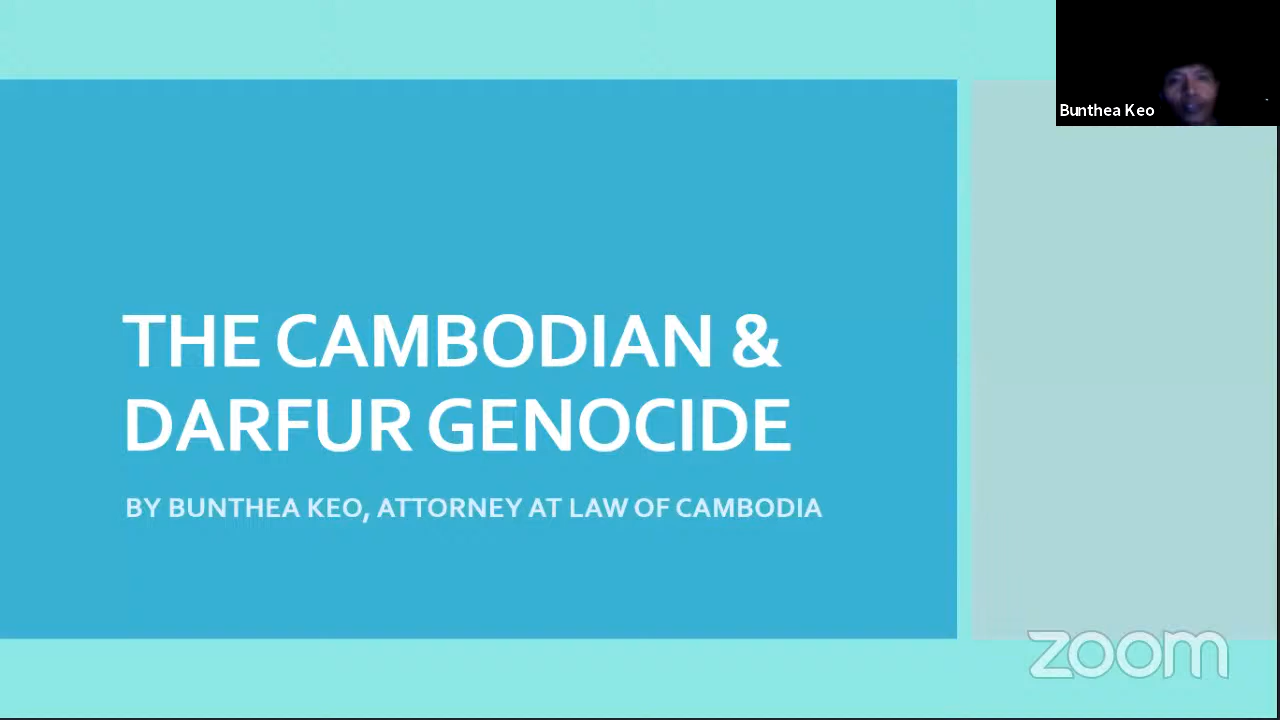 Bunthea Keo
THE CAMBODIAN &
DARFUR GENOCIDE
BY BUNTHEA KEO, ATTORNEY AT LAW OF CAMBODIA
zoom